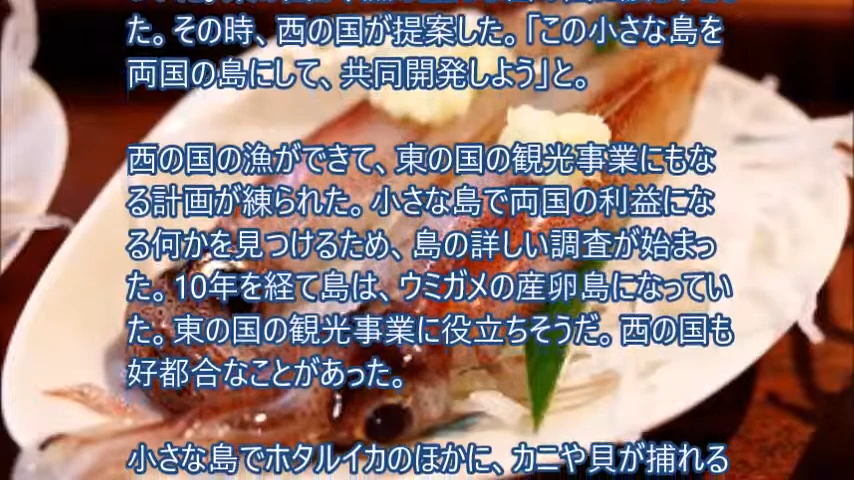 た。その時、西の国が提案した。「この小さな島を
両国の島にして、共同開発しよう」と。
西の国の漁ができて、東の国の観光事業にもな
る計画が練られた。小さな島で両国の利益にな
る何かを見つけるため、島の詳しい調査が始まっ
た。10年を経て島は、ウミガメの産卵島になってい
た。東の国の観光事業に役立ちそうだ。西の国も
好都合なことがあった。
小さな島でホタルイカのほかに、カニや貝が捕れる